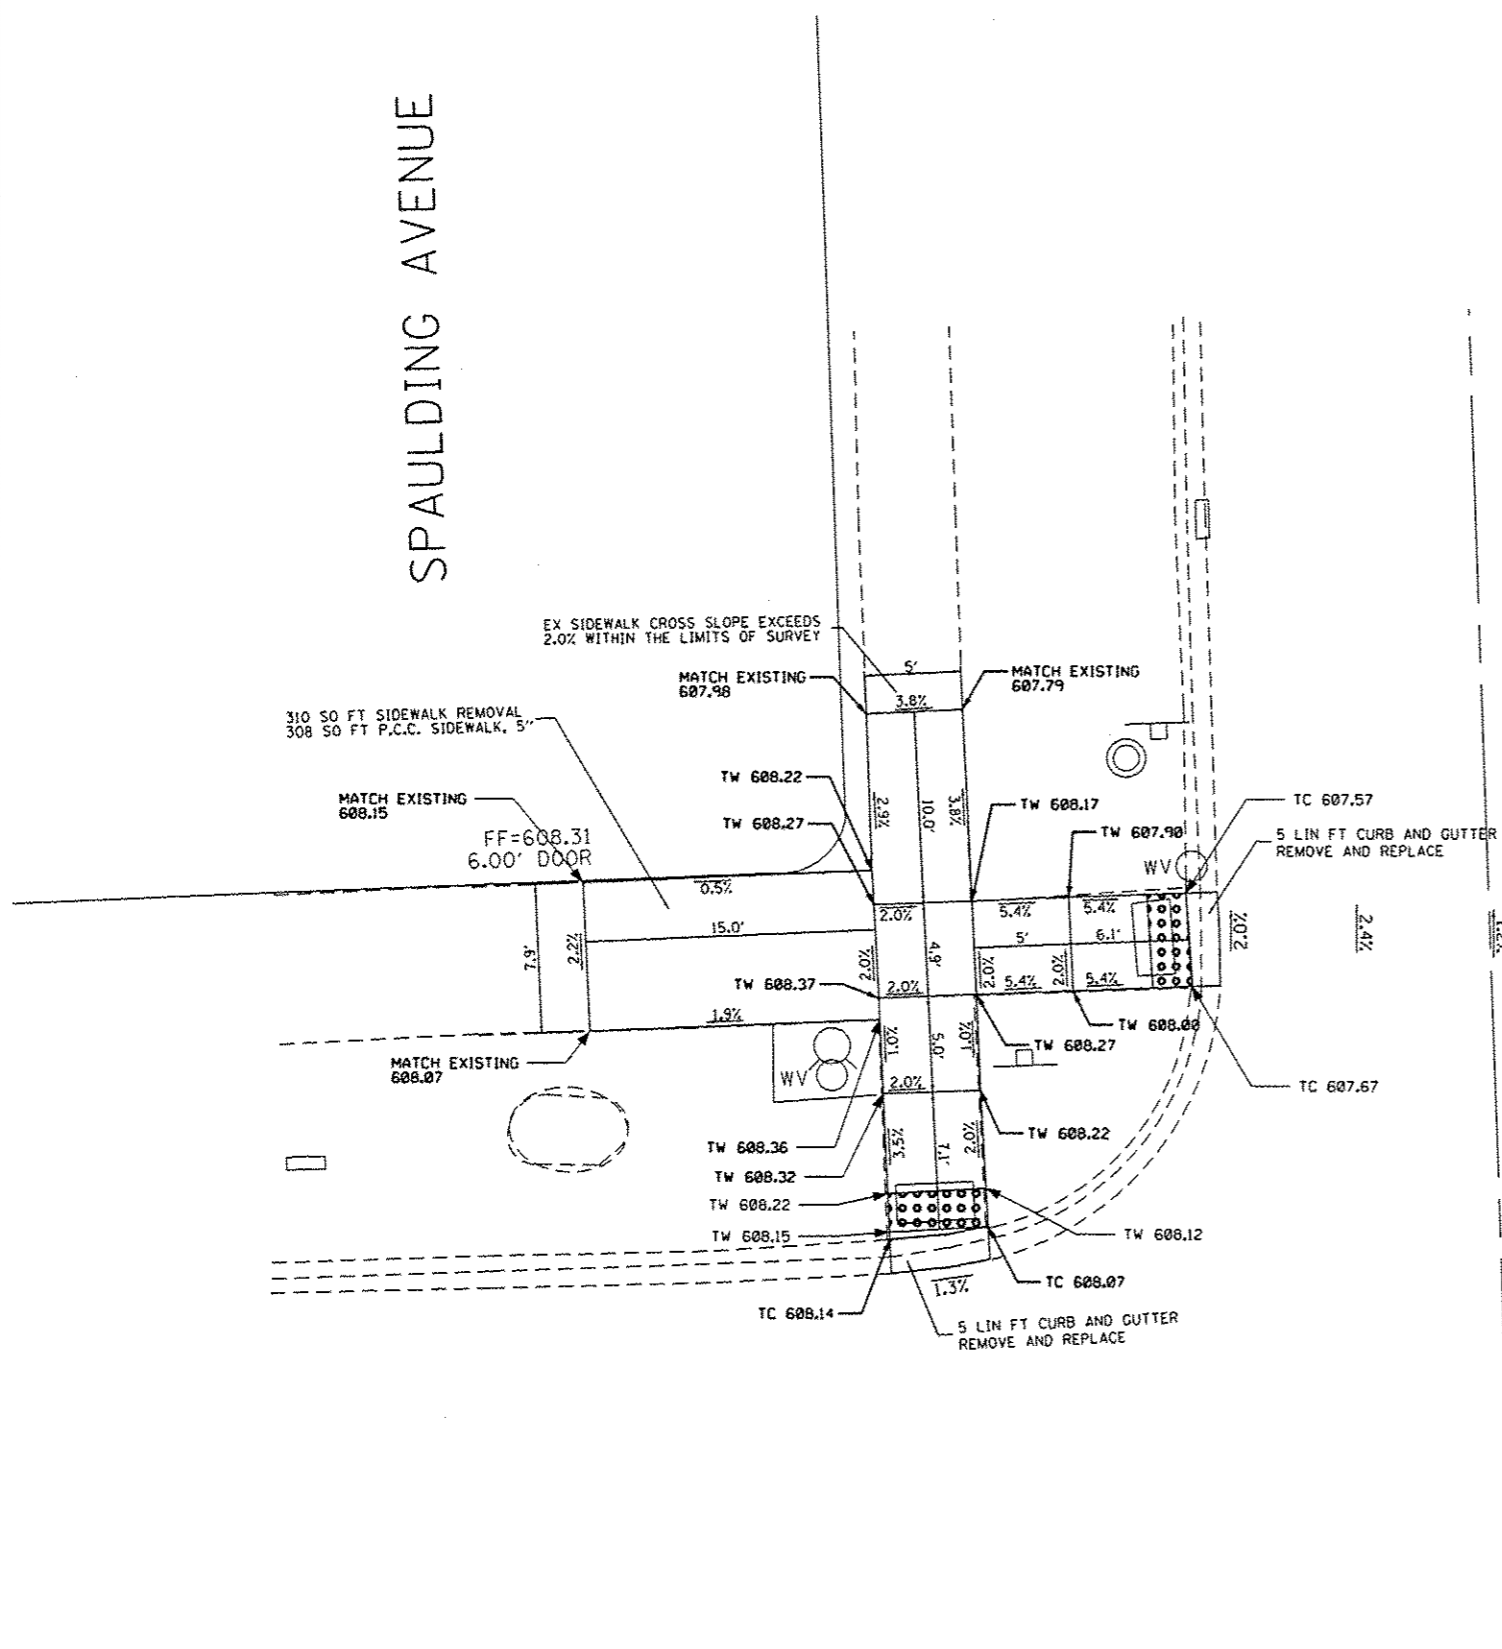 SPAULDING AVENUE
EX SIDEWALK CROSS SLOPE EXCEEDS
2.0% WITHIN THE LIMITS OF SURVEY
5'
MATCH EXISTING
607.98
MATCH EXISTING
607.79
3.8%
310 SQ FT SIDEWALK REMOVAL
308 SQ FT P.C.C. SIDEWALK, 5"
TW 608.22
2.9%
10.0'
3.8%
TW 608.17
TC 607.57
MATCH EXISTING
608.15
TW 608.27
TW 607.90
5 LIN FT CURB AND GUTTER
REMOVE AND REPLACE
FF=608.31
6.00' DOOR
WV
0.5%
2.0%
5.4%
5.4%
15.0'
5'
6.1'
7.9'
2.2%
2.0%
4.9'
2.0%
2.0%
2.0%
2.4%
TW 608.37
2.0%
5.4%
5.4%
1.9%
TW 608.00
1.0%
5.0'
1.0%
TW 608.27
MATCH EXISTING
608.07
WV
2.0%
TC 607.67
TW 608.36
3.5%
7.1'
2.0%
TW 608.22
TW 608.32
TW 608.22
TW 608.15
TW 608.12
TC 608.07
1.3%
TC 608.14
5 LIN FT CURB AND GUTTER
REMOVE AND REPLACE